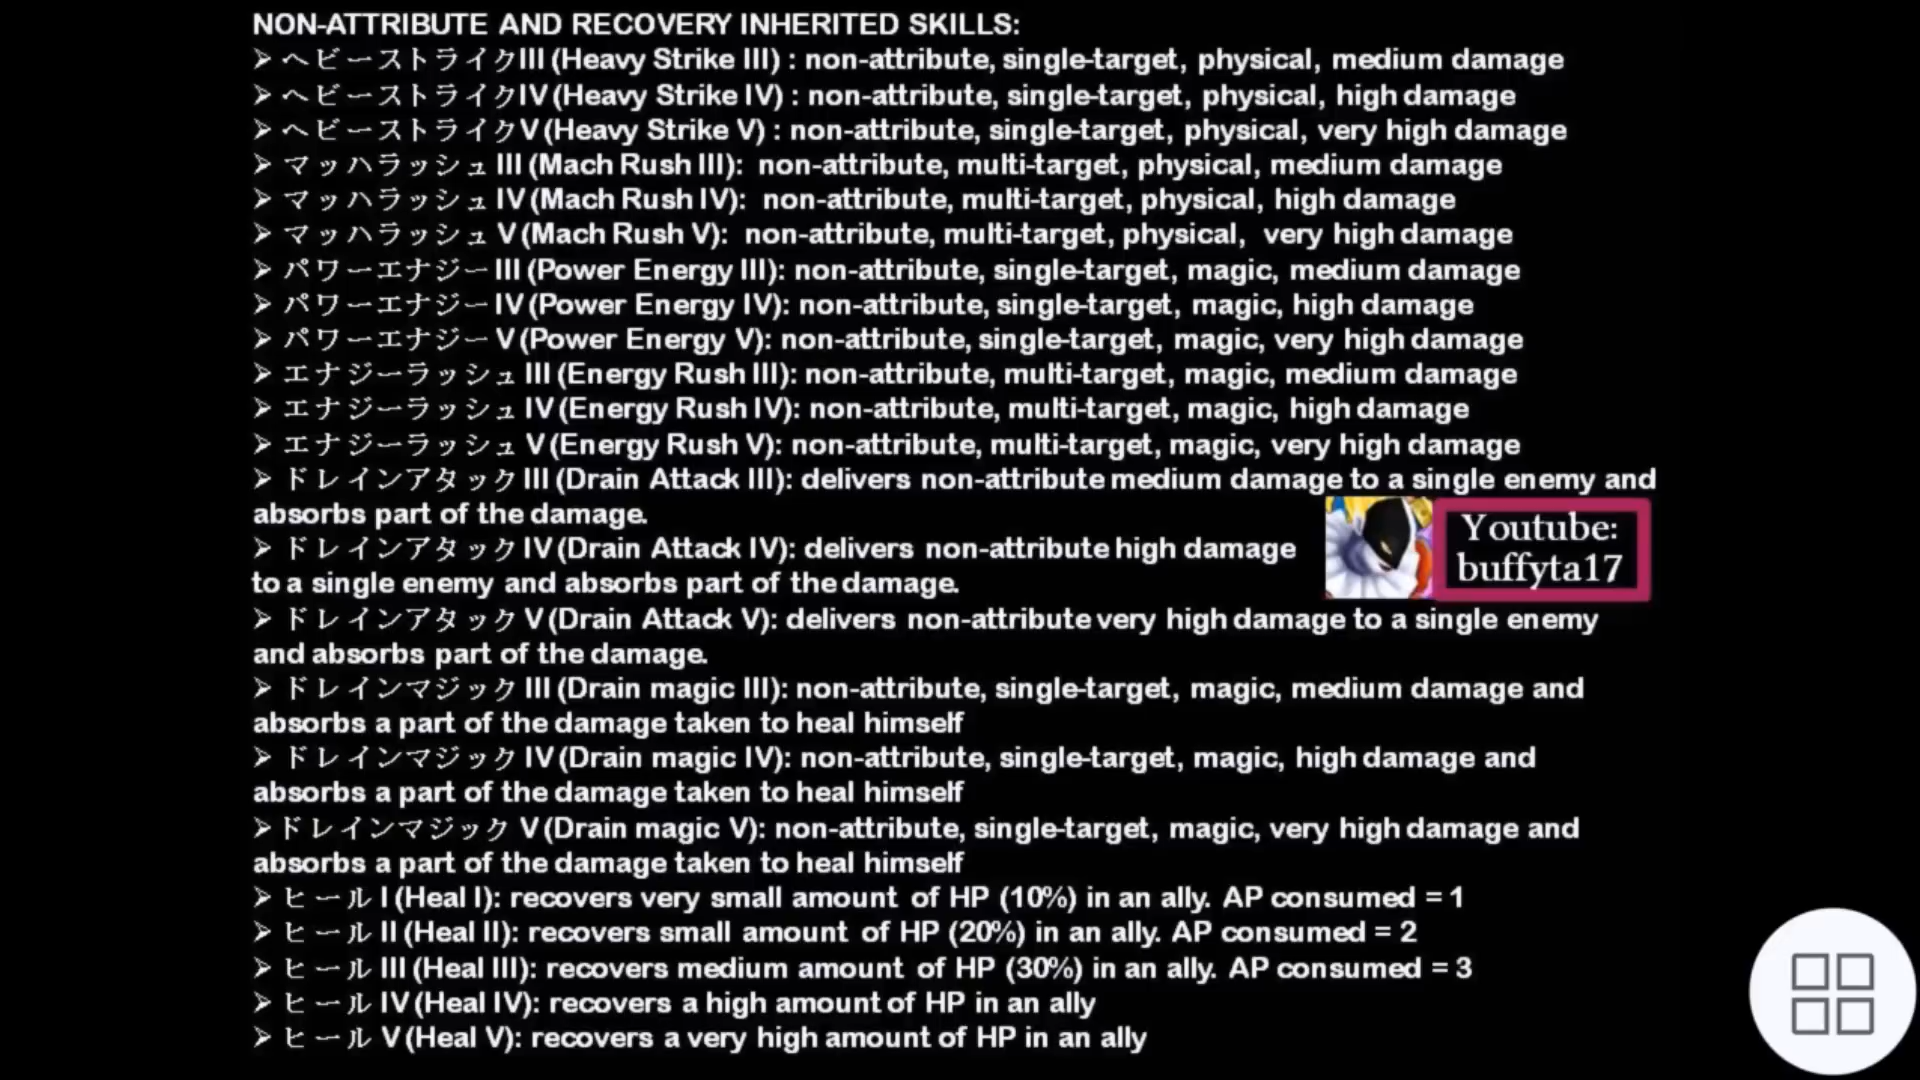 NON-ATTRIBUTE AND RECOVERY INHERITED SKILLS:
➢ ヘビーストライクIII (Heavy Strike III) : non-attribute, single-target, physical, medium damage
➢ ヘビーストライクIV (Heavy Strike IV) : non-attribute, single-target, physical, high damage
➢ ヘビーストライクV (Heavy Strike V) : non-attribute, single-target, physical, very high damage
➢ マッハラッシュ III (Mach Rush III): non-attribute, multi-target, physical, medium damage
➢ マッハラッシュ IV (Mach Rush IV): non-attribute, multi-target, physical, high damage
➢ マッハラッシュ V (Mach Rush V): non-attribute, multi-target, physical, very high damage
➢ パワーエナジー III (Power Energy III): non-attribute, single-target, magic, medium damage
➢ パワーエナジー IV (Power Energy IV): non-attribute, single-target, magic, high damage
➢ パワーエナジー V (Power Energy V): non-attribute, single-target, magic, very high damage
➢ エナジーラッシュ III (Energy Rush III): non-attribute, multi-target, magic, medium damage
➢ エナジーラッシュ IV (Energy Rush IV): non-attribute, multi-target, magic, high damage
➢ エナジーラッシュ V (Energy Rush V): non-attribute, multi-target, magic, very high damage
➢ ドレインアタック III (Drain Attack III): delivers non-attribute medium damage to a single enemy and
absorbs part of the damage.
➢ ドレインアタック IV (Drain Attack IV): delivers non-attribute high damage
to a single enemy and absorbs part of the damage.
Youtube:
buffyta17
➢ ドレインアタック V (Drain Attack V): delivers non-attribute very high damage to a single enemy
and absorbs part of the damage.
➢ ドレインマジック III (Drain magic III): non-attribute, single-target, magic, medium damage and
absorbs a part of the damage taken to heal himself
➢ ドレインマジック IV (Drain magic IV): non-attribute, single-target, magic, high damage and
absorbs a part of the damage taken to heal himself
➢ドレインマジック V (Drain magic V): non-attribute, single-target, magic, very high damage and
absorbs a part of the damage taken to heal himself
➢ ヒール I (Heal I): recovers very small amount of HP (10%) in an ally. AP consumed = 1
➢ ヒール II (Heal II): recovers small amount of HP (20%) in an ally. AP consumed = 2
➢ ヒール III (Heal III): recovers medium amount of HP (30%) in an ally. AP consumed = 3
➢ ヒール IV (Heal IV): recovers a high amount of HP in an ally
➢ ヒール V (Heal V): recovers a very high amount of HP in an ally